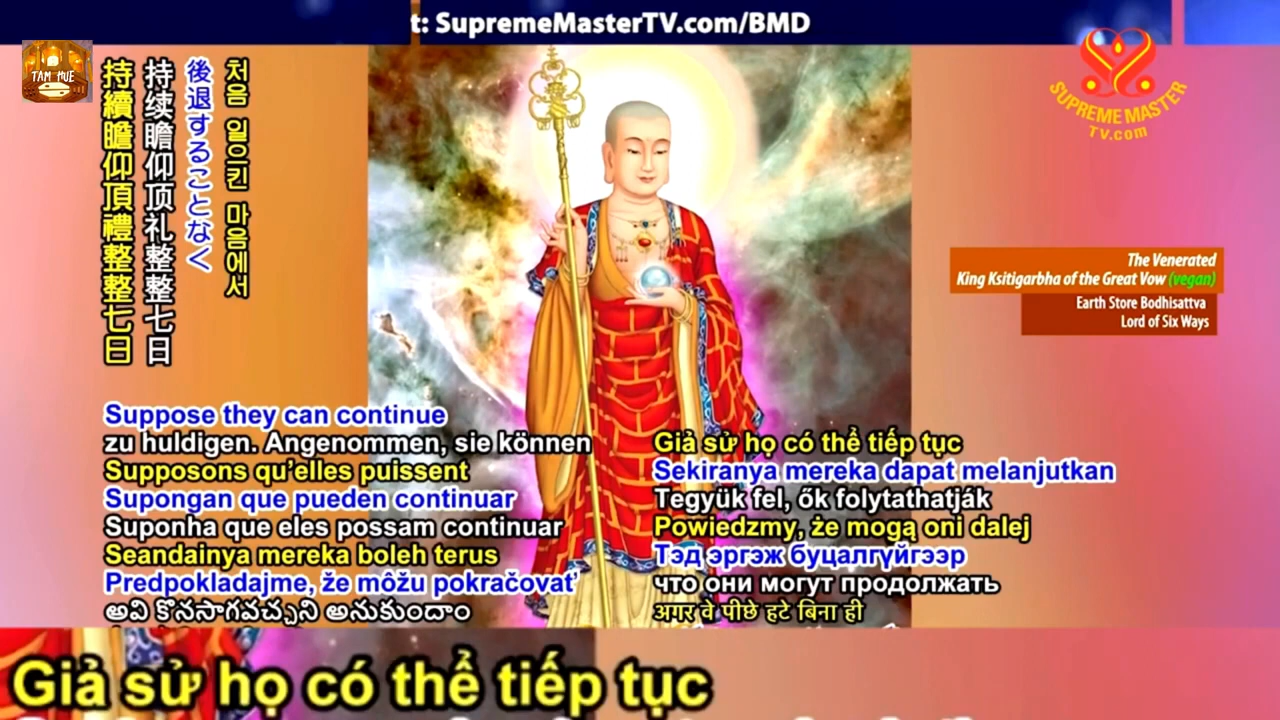 t: SupremeMasterTV.com/BMD
TAM HUE
SUPREME MASTER
TV.com
처음 일으킨 마음에서
後退することなく
持续瞻仰顶礼整整七日
持續瞻仰頂禮整整七日
The Venerated
King Ksitigarbha of the Great Vow (vegan)
Earth Store Bodhisattva
Lord of Six Ways
Suppose they can continue
zu huldigen. Angenommen, sie können
Supposons qu'elles puissent
Supongan que pueden continuar
Suponha que eles possam continuar
Seandainya mereka boleh terus
Predpokladajme, že môžu pokračovať
అవి కొనసాగవచ్చుని అనుకుందాం
Giả sử họ có thể tiếp tục
Sekiranya mereka dapat melanjutkan
Tegyük fel, ők folytathatják
Powiedzmy, że mogą oni dalej
Тэд эргэж буцалгүйгээр
что они могут продолжать
अगर वे पीछे हटे बिना ही
Giả sử họ có thể tiếp tục